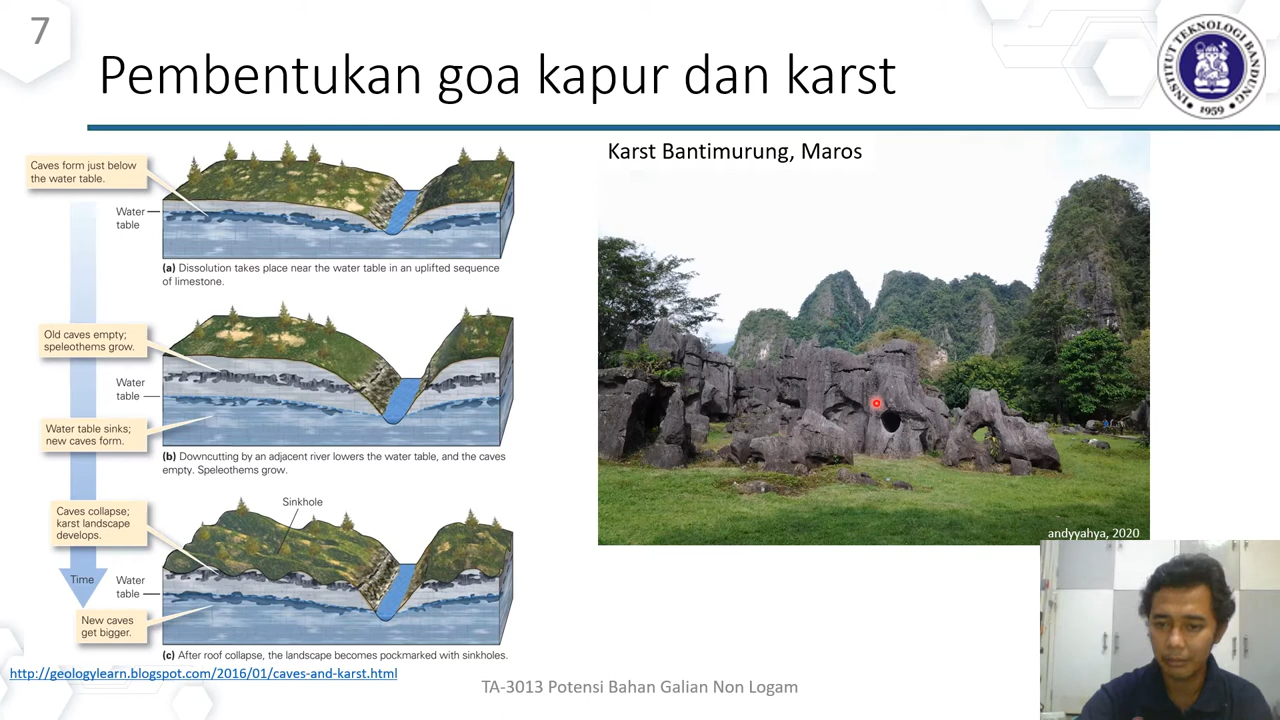 7
Pembentukan goa kapur dan karst
INSTITUT TEKNOLOGI BANDUNG
1959
Caves form just below
the water table.
Water
table
(a) Dissolution takes place near the water table in an uplifted sequence
of limestone.
Old caves empty;
speleothems grow.
Water
table
Water table sinks;
new caves form.
(b) Downcutting by an adjacent river lowers the water table, and the caves
empty. Speleothems grow.
Sinkhole
Caves collapse;
karst landscape
develops.
Time
Water
table
New caves
get bigger.
(c) After roof collapse, the landscape becomes pockmarked with sinkholes.
http://geologylearn.blogspot.com/2016/01/caves-and-karst.html
Karst Bantimurung, Maros
andyyahya, 2020
TA-3013 Potensi Bahan Galian Non Logam